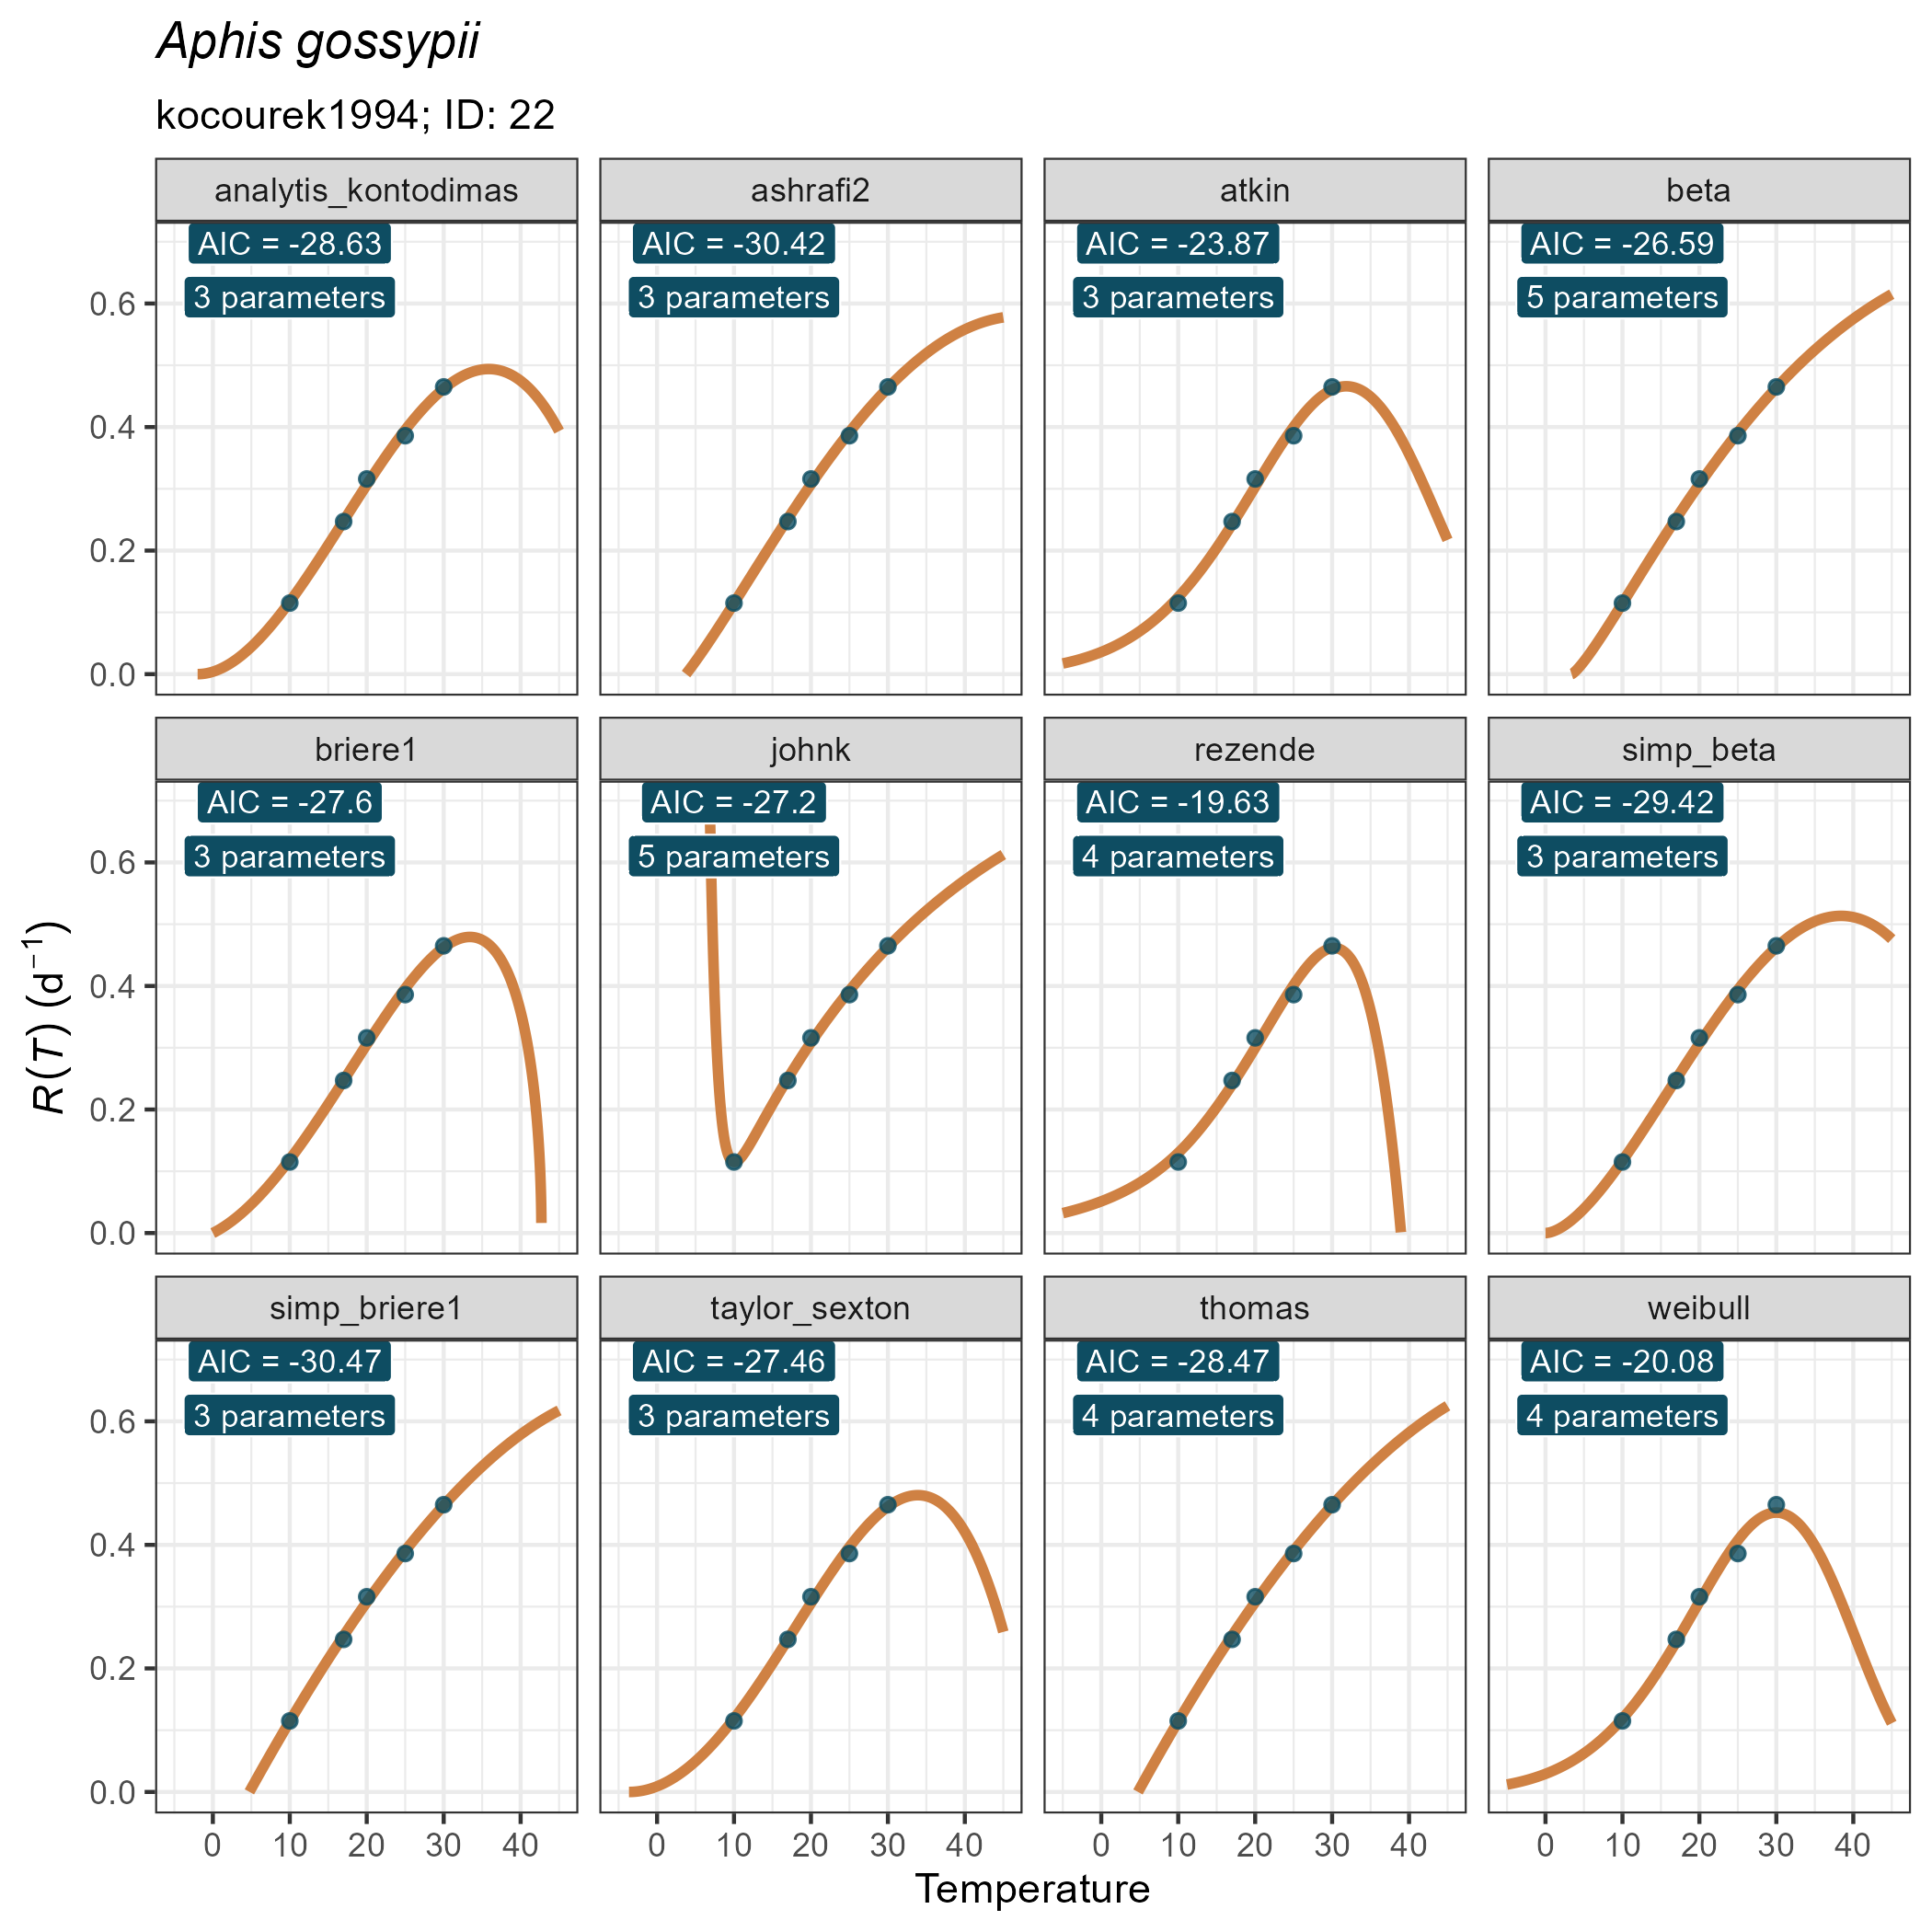 Aphis gossypii
kocourek1994; ID: 22
analytis_kontodimas
ashrafi2
atkin
beta
AIC = -28.63
AIC = -30.42
AIC = -23.87
AIC = -26.59
3 parameters
3 parameters
3 parameters
5 parameters
0.6
0.4
0.2
0.0
briere1
johnk
rezende
simp_beta
AIC = -27.6
AIC = -27.2
AIC = -19.63
AIC = -29.42
3 parameters
5 parameters
4 parameters
3 parameters
0.6
0.4
0.2
0.0
R(T) (d⁻¹)
simp_briere1
taylor_sexton
thomas
weibull
AIC = -30.47
AIC = -27.46
AIC = -28.47
AIC = -20.08
3 parameters
3 parameters
4 parameters
4 parameters
0.6
0.4
0.2
0.0
0 10 20 30 40
0 10 20 30 40
0 10 20 30 40
0 10 20 30 40
Temperature